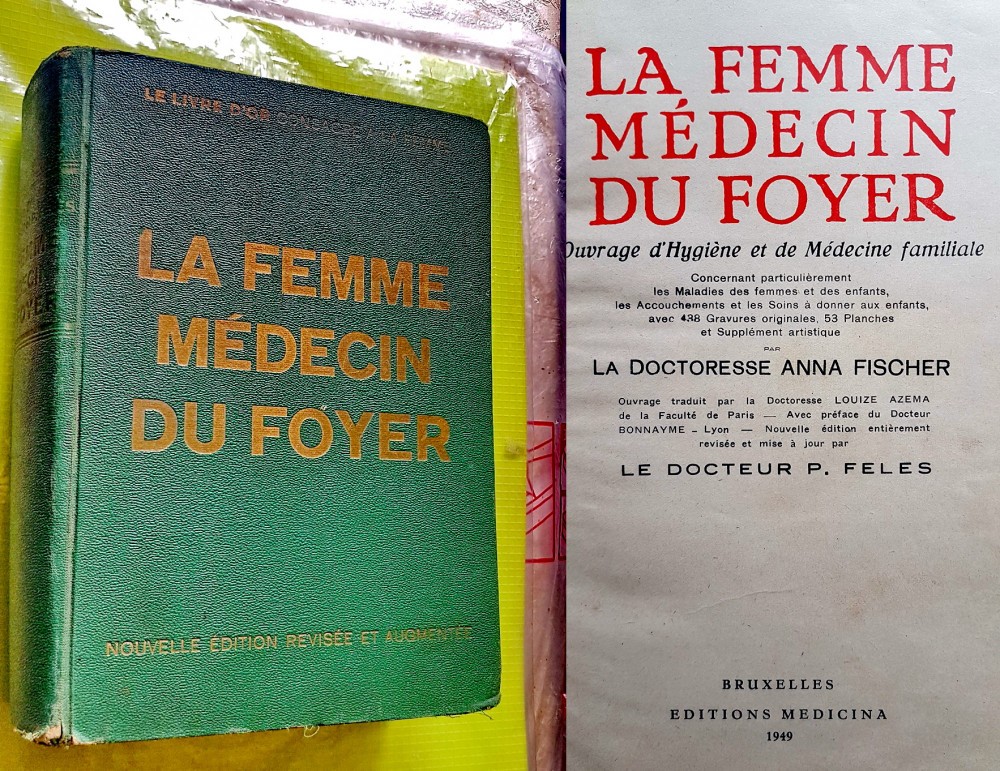 LE LIVRE D'OR CONSACRÉ À LA FEMME
LA FEMME
MÉDECIN
DU FOYER
NOUVELLE ÉDITION REVISÉE ET AUGMENTÉE
LA FEMME
MÉDECIN
DU FOYER
Ouvrage d'Hygiène et de Médecine familiale
Concernant particulièrement
les Maladies des femmes et des enfants,
les Accouchements et les Soins à donner aux enfants,
avec 438 Gravures originales, 53 Planches
et Supplément artistique
PAR
LA DOCTORESSE ANNA FISCHER
Ouvrage traduit par la Doctoresse LOUIZE AZEMA
de la Faculté de Paris — Avec préface du Docteur
BONNAYME - Lyon — Nouvelle édition entièrement
revisée et mise à jour par
LE DOCTEUR P. FELES
BRUXELLES
EDITIONS MEDICINA
1949